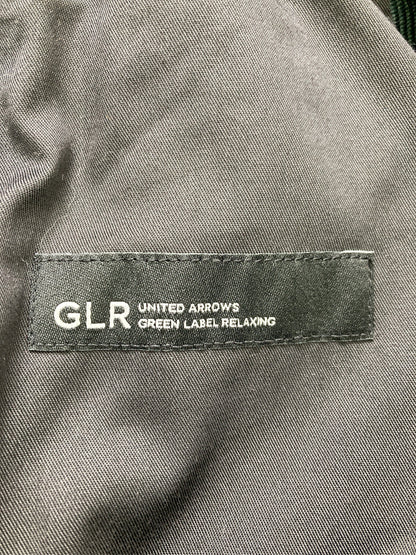 GLR UNITED ARROWS
GREEN LABEL RELAXING